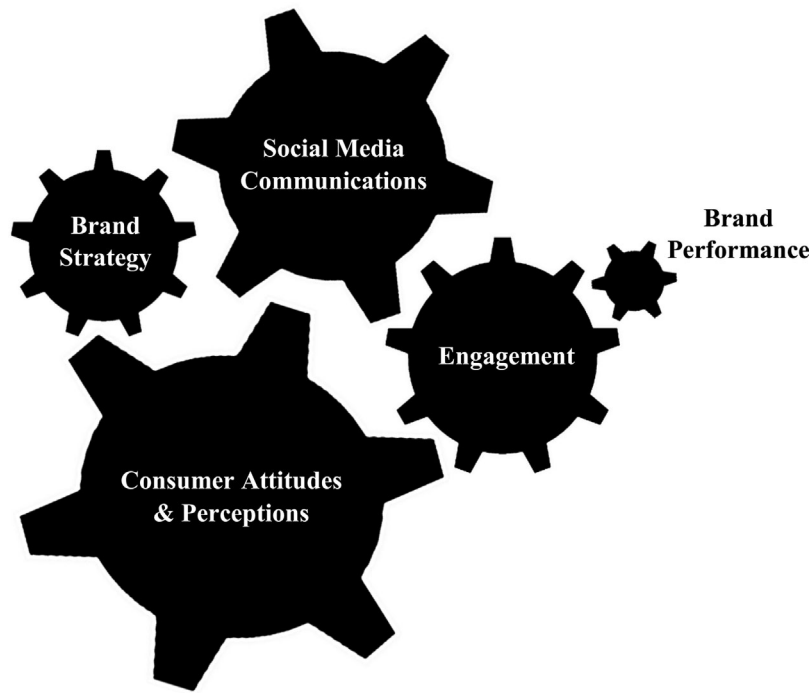 Social Media
Communications
Brand
Strategy
Brand
Performance
Engagement
Consumer Attitudes
& Perceptions